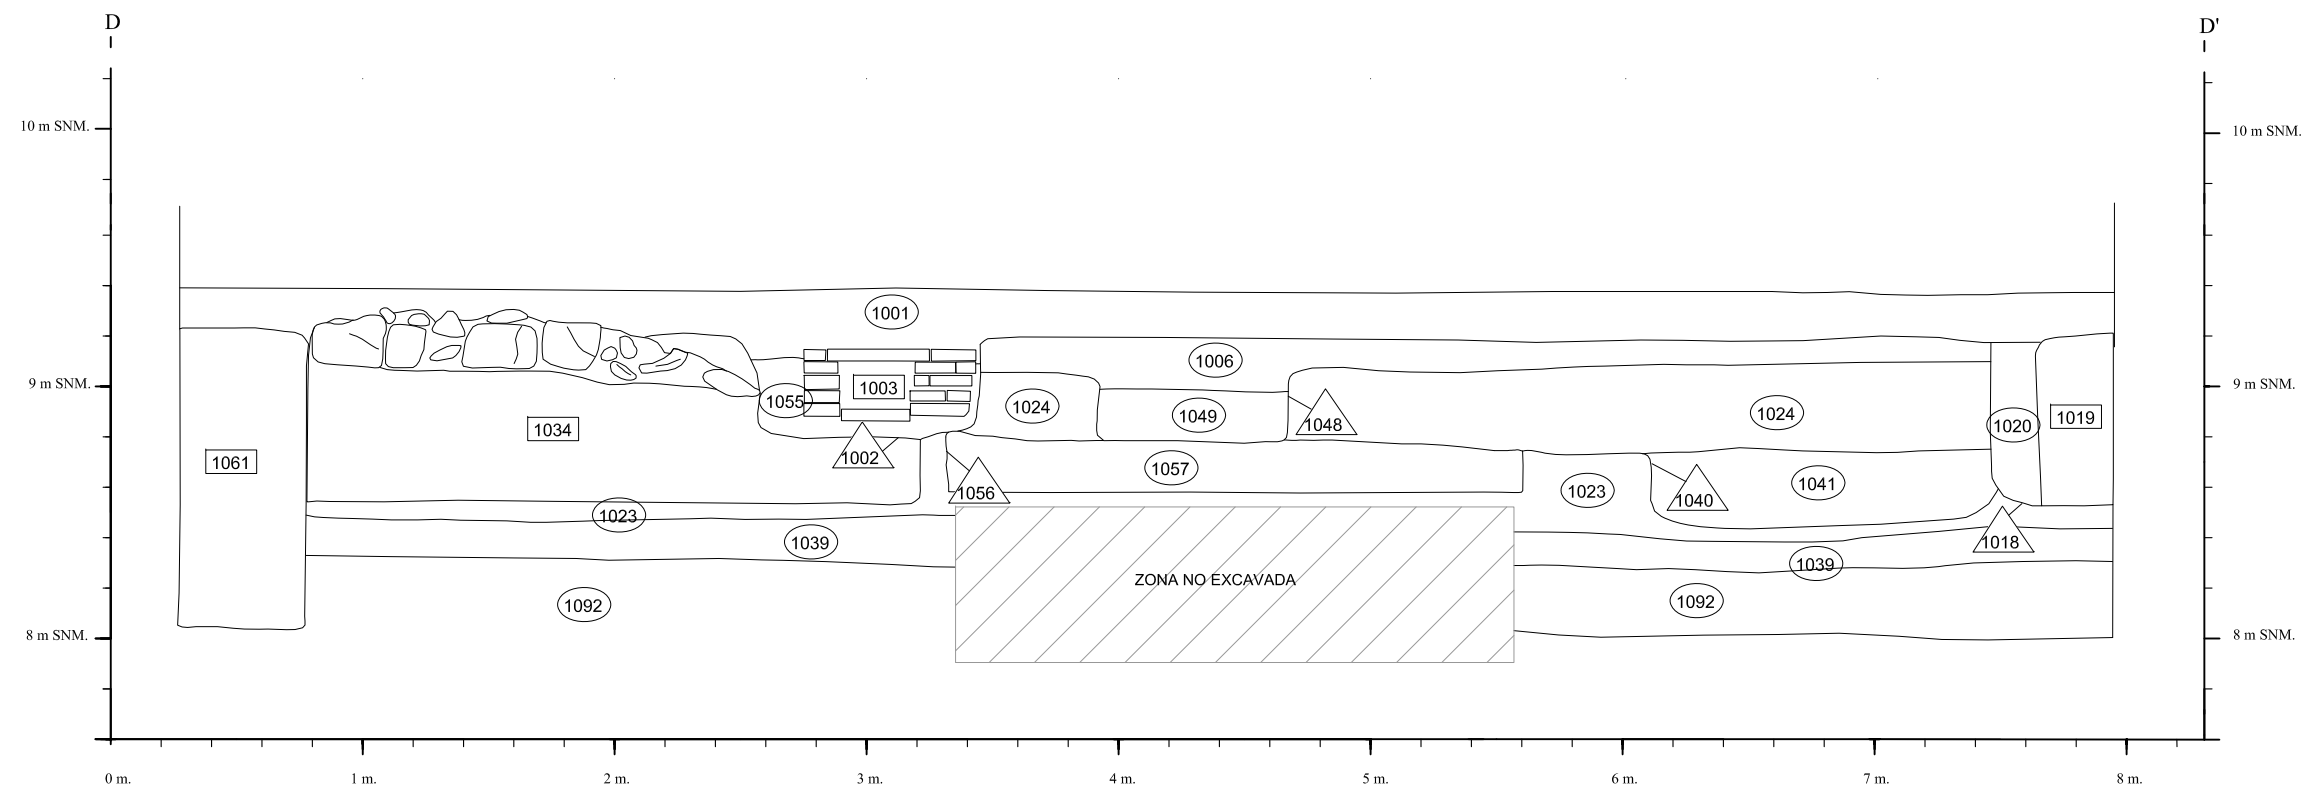 D
D'
10 m SNM.
10 m SNM.
1001
1006
9 m SNM.
9 m SNM.
1003
1055
1024
1049
1048
1024
1020
1019
1034
1002
1061
1057
1056
1023
1040
1041
1023
1039
1018
1039
ZONA NO EXCAVADA
1092
1092
8 m SNM.
8 m SNM.
0 m.
1 m.
2 m.
3 m.
4 m.
5 m.
6 m.
7 m.
8 m.